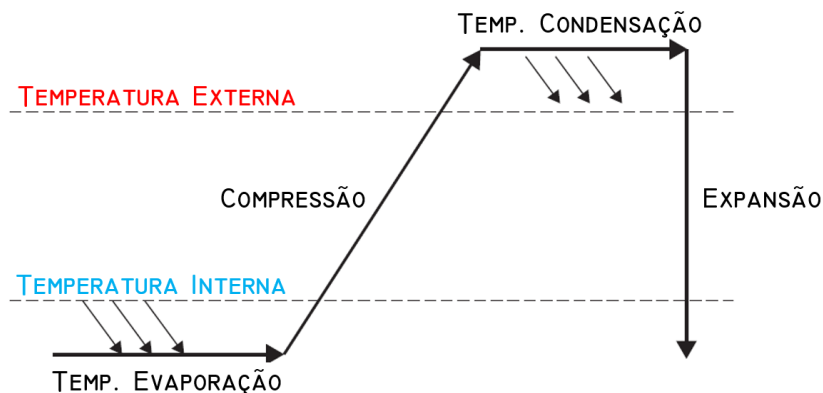 Temp. Condensação
Temperatura Externa
Compressão
Expansão
Temperatura Interna
Temp. Evaporação